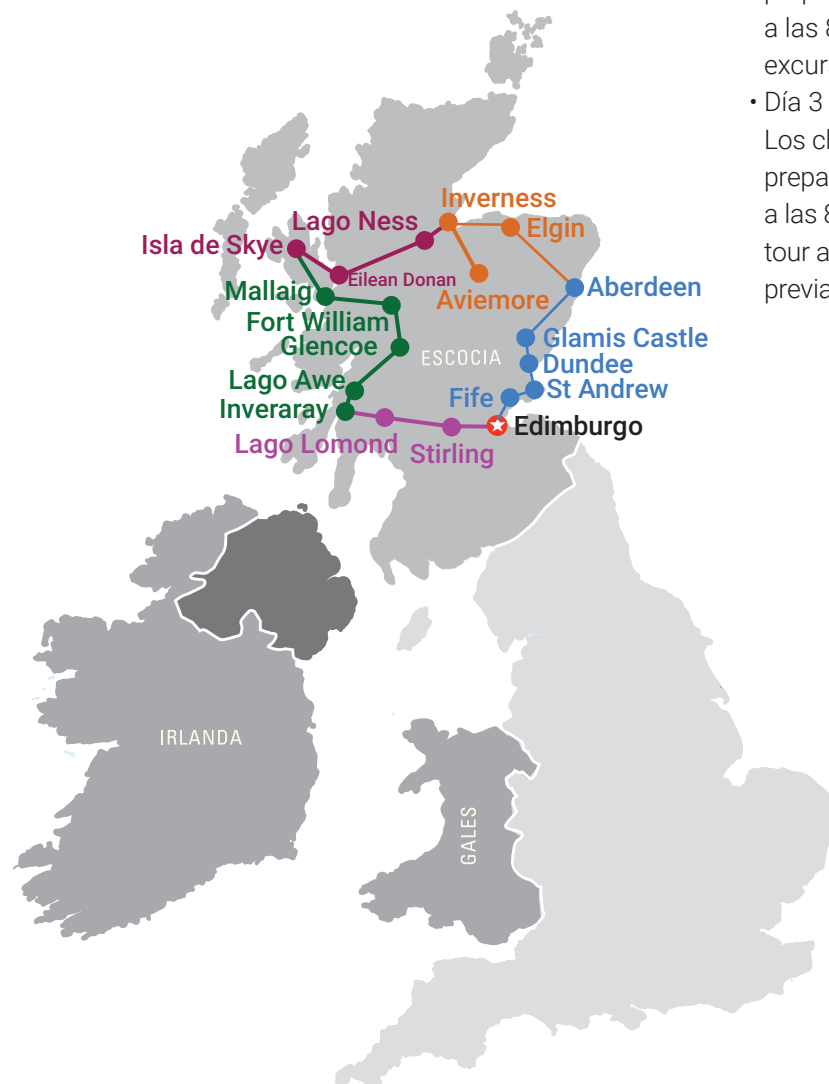 a las 8
excurs
• Día 3
Los cl
prepa
a las 8
tour a
previa
Inverness
Lago Ness
Elgin
Isla de Skye
Eilean Donan
Mallaig
Aviemore
Aberdeen
Fort William
Glencoe
ESCOCIA
Glamis Castle
Dundee
Lago Awe
St Andrew
Fife
Inveraray
Edimburgo
Lago Lomond
Stirling
IRLANDA
GALES